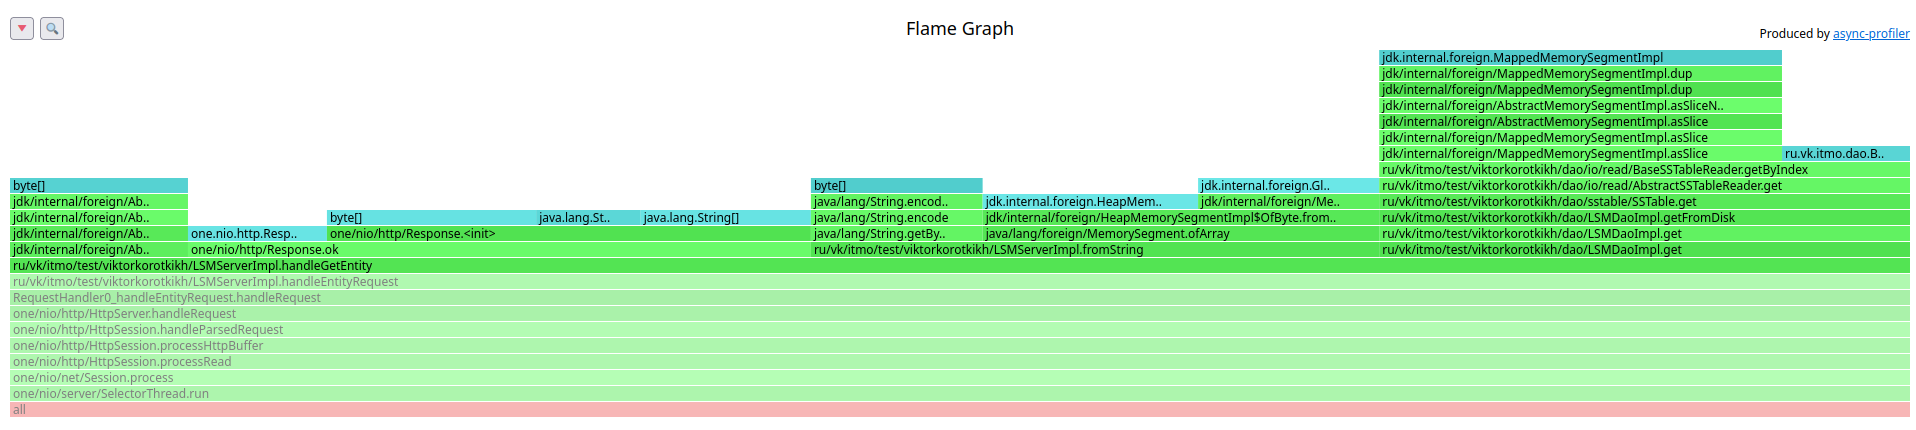 Flame Graph
Produced by async-profiler
jdk.internal.foreign.MappedMemorySegmentImpl
jdk/internal/foreign/MappedMemorySegmentImpl.dup
jdk/internal/foreign/MappedMemorySegmentImpl.dup
jdk/internal/foreign/AbstractMemorySegmentImpl.asSliceN..
jdk/internal/foreign/AbstractMemorySegmentImpl.asSlice
jdk/internal/foreign/MappedMemorySegmentImpl.asSlice
jdk/internal/foreign/MappedMemorySegmentImpl.asSlice ru.vk.itmo.dao.B..
ru/vk/itmo/test/viktorkorotkikh/dao/io/read/BaseSSTableReader.getByIndex
byte[] byte[] jdk.internal.foreign.Gl.. ru/vk/itmo/test/viktorkorotkikh/dao/io/read/AbstractSSTableReader.get
jdk/internal/foreign/Ab.. java/lang/String.encod.. jdk.internal.foreign.HeapMem.. jdk/internal/foreign/Me.. ru/vk/itmo/test/viktorkorotkikh/dao/sstable/SSTable.get
jdk/internal/foreign/Ab.. byte[] java.lang.St.. java.lang.String[] java/lang/String.encode jdk/internal/foreign/HeapMemorySegmentImpl$OfByte.from.. ru/vk/itmo/test/viktorkorotkikh/dao/LSMDaoImpl.getFromDisk
jdk/internal/foreign/Ab.. one.nio.http.Resp.. one/nio/http/Response.<init> java/lang/String.getBy.. java/lang/foreign/MemorySegment.ofArray ru/vk/itmo/test/viktorkorotkikh/dao/LSMDaoImpl.get
jdk/internal/foreign/Ab.. one/nio/http/Response.ok ru/vk/itmo/test/viktorkorotkikh/LSMServerImpl.fromString ru/vk/itmo/test/viktorkorotkikh/dao/LSMDaoImpl.get
ru/vk/itmo/test/viktorkorotkikh/LSMServerImpl.handleGetEntity
ru/vk/itmo/test/viktorkorotkikh/LSMServerImpl.handleEntityRequest
RequestHandler0_handleEntityRequest.handleRequest
one/nio/http/HttpServer.handleRequest
one/nio/http/HttpSession.handleParsedRequest
one/nio/http/HttpSession.processHttpBuffer
one/nio/http/HttpSession.processRead
one/nio/net/Session.process
one/nio/server/SelectorThread.run
all